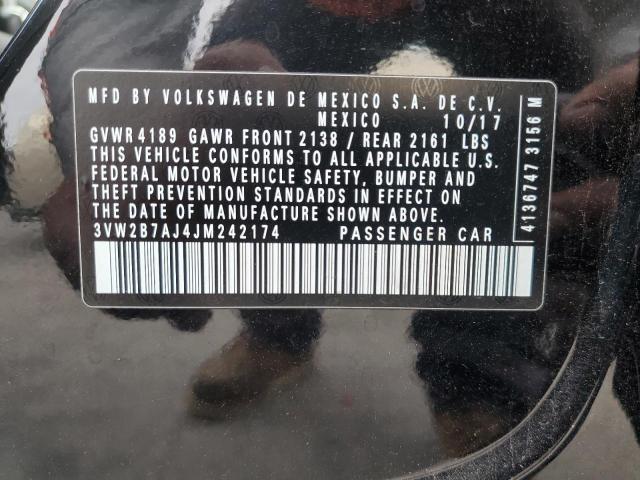 MFD BY VOLKSWAGEN DE MEXICO S.A. DE C.V.
MEXICO 10/17
GVWR 4189 GAWR FRONT 2138 / REAR 2161 LBS
THIS VEHICLE CONFORMS TO ALL APPLICABLE U.S.
FEDERAL MOTOR VEHICLE SAFETY, BUMPER AND
THEFT PREVENTION STANDARDS IN EFFECT ON
THE DATE OF MANUFACTURE SHOWN ABOVE.
3VW2B7AJ4JM242174 PASSENGER CAR
4136747 3156 M